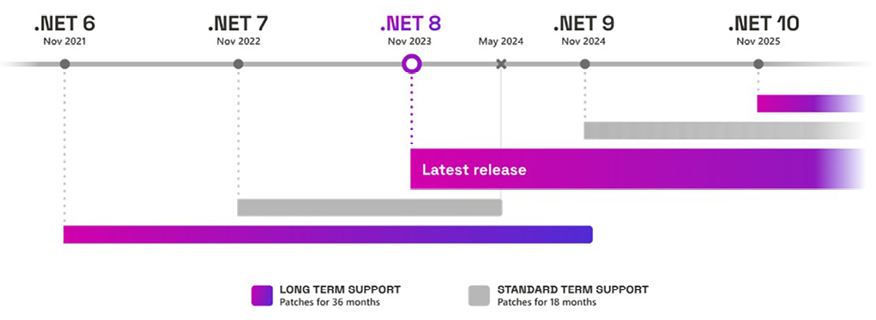 .NET 6
Nov 2021
.NET 7
Nov 2022
.NET 8
Nov 2023
May 2024
.NET 9
Nov 2024
.NET 10
Nov 2025
Latest release
LONG TERM SUPPORT
Patches for 36 months
STANDARD TERM SUPPORT
Patches for 18 months